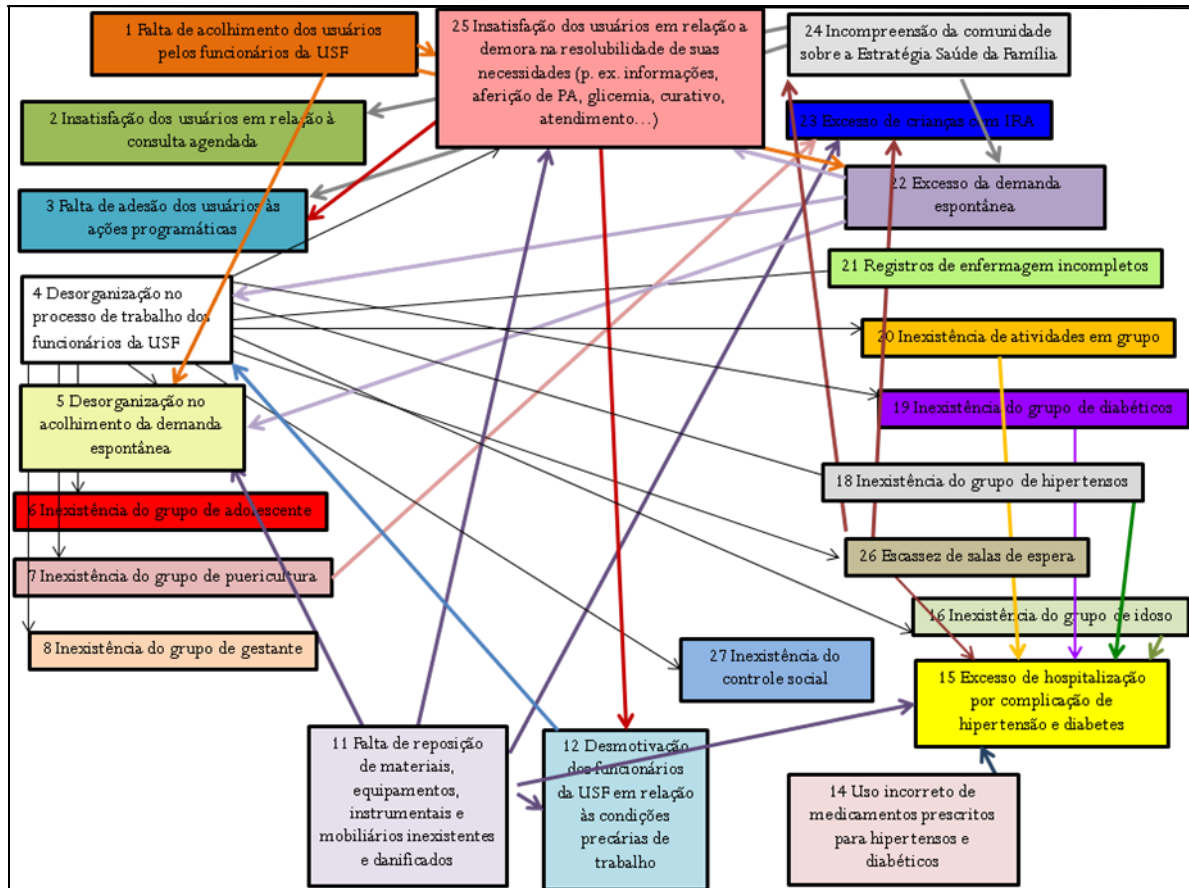 1 Falta de acolhimento dos usuários
pelos funcionários da USF
25 Insatisfação dos usuários em relação a
demora na resolubilidade de suas
necessidades (p. ex. informações,
aferição de PA, glicemia, curativo,
atendimento...)
24 Incompreensão da comunidade
sobre a Estratégia Saúde da Família
2 Insatisfação dos usuários em relação à
consulta agendada
23 Excesso de crianças com IRA
3 Falta de adesão dos usuários às
ações programáticas
22 Excesso da demanda
espontânea
4 Desorganização no
processo de trabalho dos
funcionários da USF
21 Registros de enfermagem incompletos
20 Inexistência de atividades em grupo
5 Desorganização no
acolhimento da demanda
espontânea
19 Inexistência do grupo de diabéticos
18 Inexistência do grupo de hipertensos
6 Inexistência do grupo de adolescente
26 Escassez de salas de espera
7 Inexistência do grupo de puericultura
16 Inexistência do grupo de idoso
8 Inexistência do grupo de gestante
27 Inexistência do
controle social
15 Excesso de hospitalização
por complicação de
hipertensão e diabetes
11 Falta de reposição
de materiais,
equipamentos,
instrumentais e
mobiliários inexistentes
e danificados
12 Desmotivação
dos funcionários
da USF em relação
às condições
precárias de
trabalho
14 Uso incorreto de
medicamentos prescritos
para hipertensos e
diabéticos